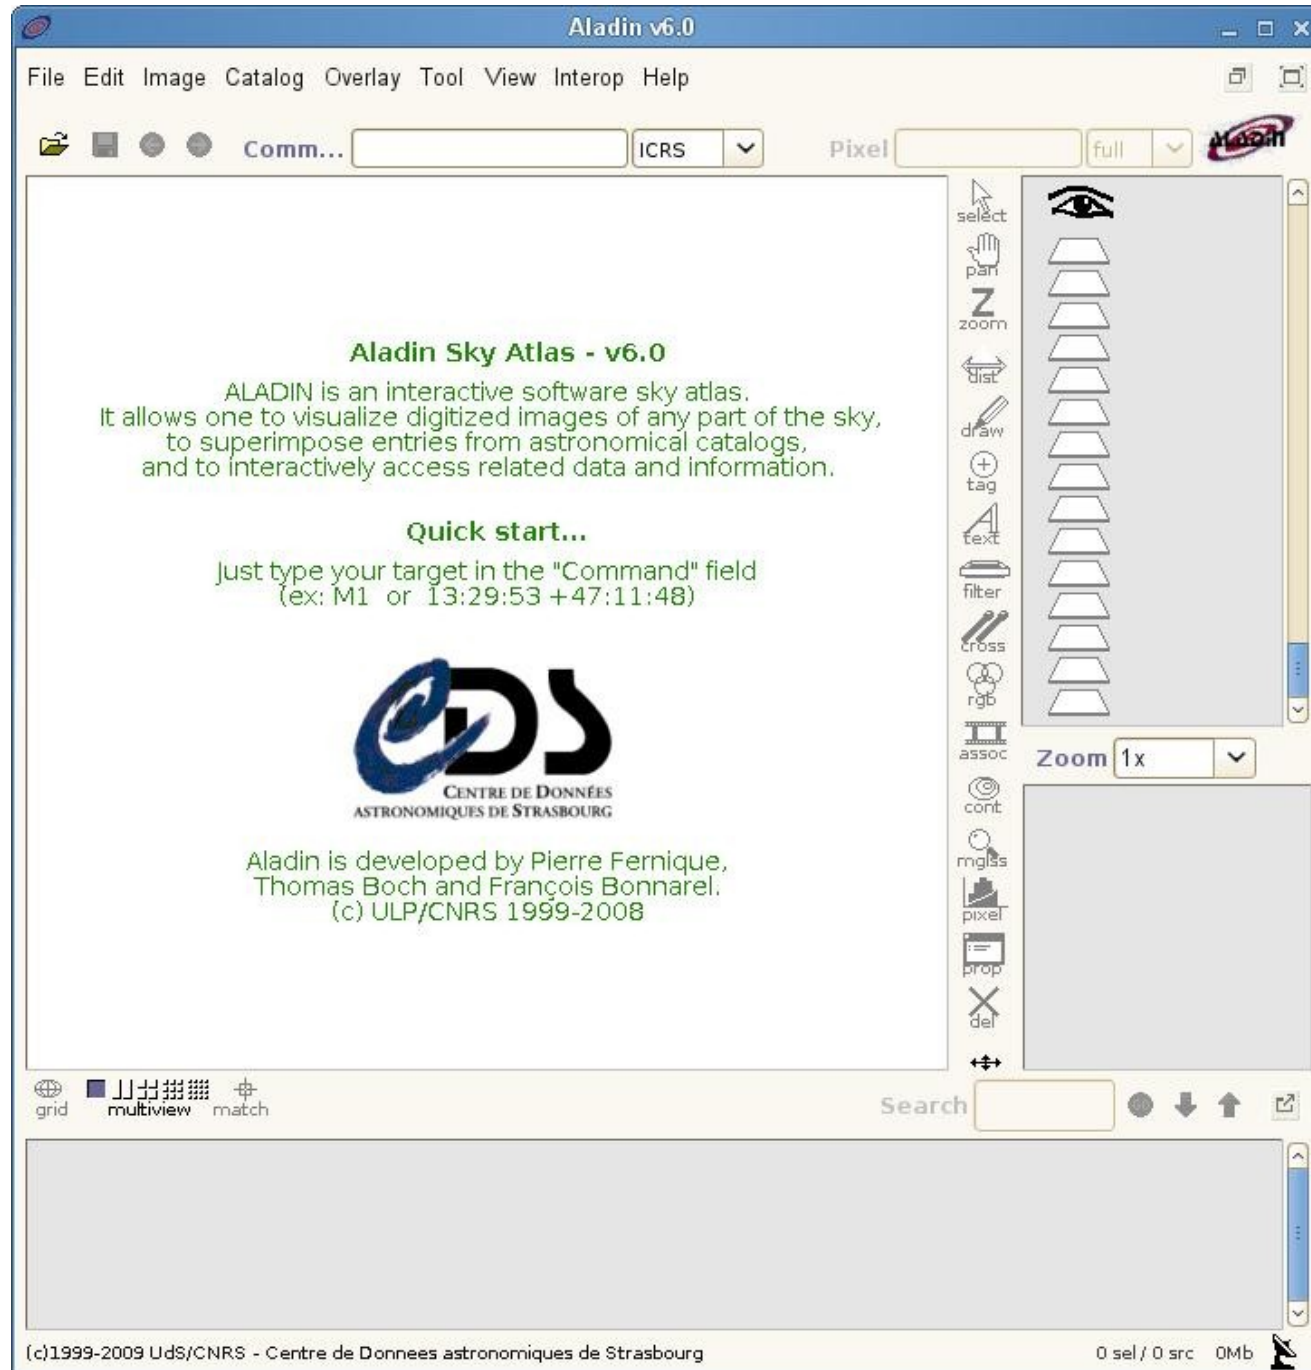 Aladin v6.0
File Edit Image Catalog Overlay Tool View Interop Help
Comm... ICRS Pixel full ALADIN
Aladin Sky Atlas - v6.0
ALADIN is an interactive software sky atlas.
It allows one to visualize digitized images of any part of the sky,
to superimpose entries from astronomical catalogs,
and to interactively access related data and information.
Quick start...
Just type your target in the "Command" field
(ex: M1 or 13:29:53 +47:11:48)
CDS
CENTRE DE DONNÉES
ASTRONOMIQUES DE STRASBOURG
Aladin is developed by Pierre Fernique,
Thomas Boch and François Bonnarel.
(c) ULP/CNRS 1999-2008
select
pan
Z
zoom
dist
draw
tag
text
filter
cross
rgb
assoc
cont
mglss
pixel
prop
del
Zoom 1x
grid multiview match
Search GO
(c)1999-2009 UdS/CNRS - Centre de Donnees astronomiques de Strasbourg
0 sel / 0 src 0Mb